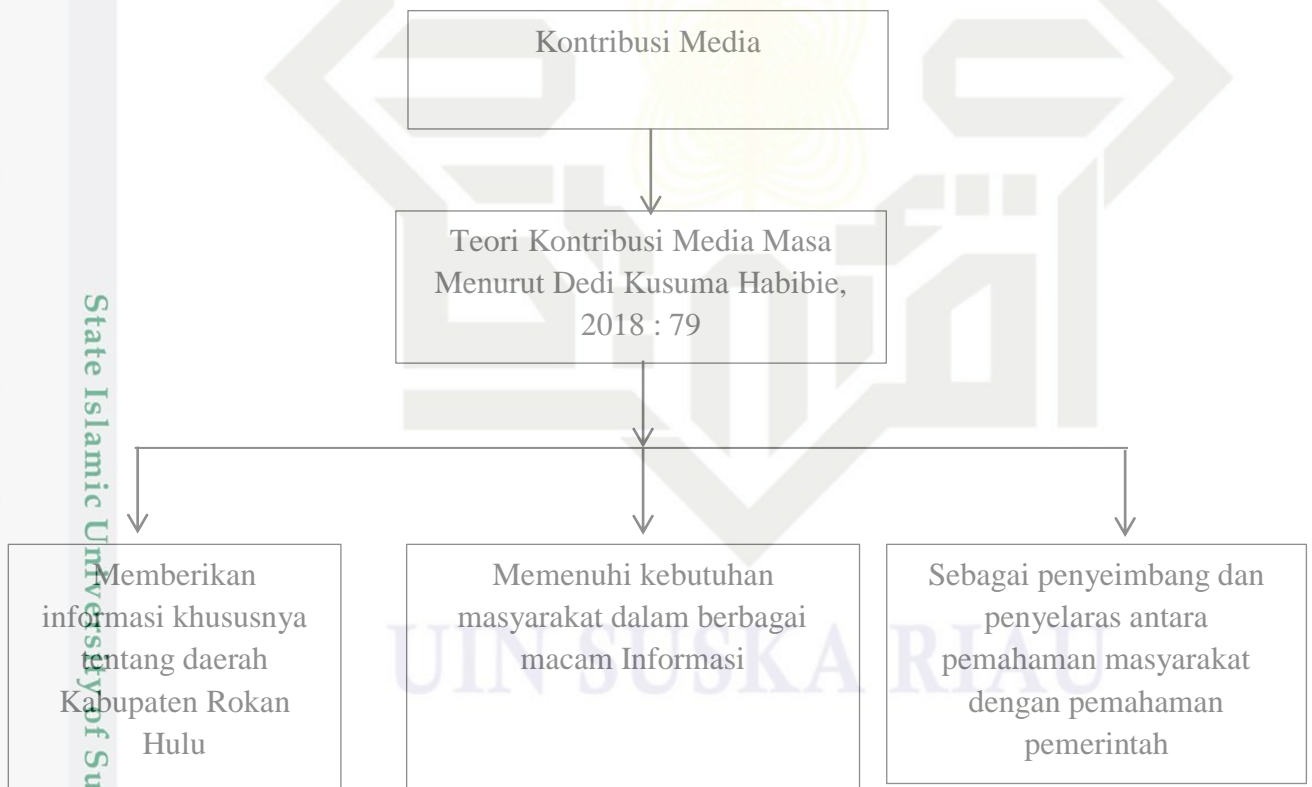 Kontribusi Media
Teori Kontribusi Media Masa
Menurut Dedi Kusuma Habibie,
2018 : 79
Memberikan
informasi khususnya
tentang daerah
Kabupaten Rokan
Hulu
Memenuhi kebutuhan
masyarakat dalam berbagai
macam Informasi
Sebagai penyeimbang dan
penyelaras antara
pemahaman masyarakat
dengan pemahaman
pemerintah
UIN SUSKA RIAU
State Islamic University of Su